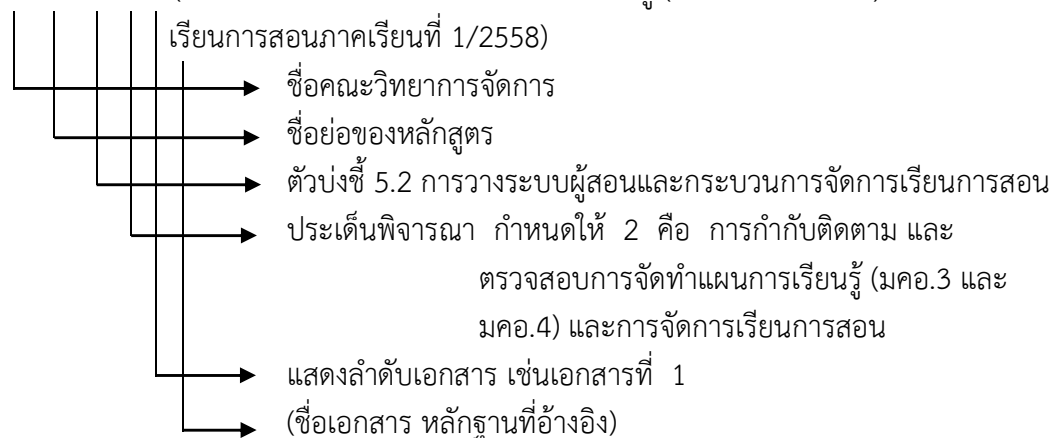 เรียนการสอนภาคเรียนที่ 1/2558)
ชื่อคณะวิทยาการจัดการ
ชื่อย่อของหลักสูตร
ตัวบ่งชี้ 5.2 การวางระบบผู้สอนและกระบวนการจัดการเรียนการสอน
ประเด็นพิจารณา กำหนดให้ 2 คือ การกำกับติดตาม และ
ตรวจสอบการจัดทำแผนการเรียนรู้ (มคอ.3 และ
มคอ.4) และการจัดการเรียนการสอน
แสดงลำดับเอกสาร เช่นเอกสารที่ 1
(ชื่อเอกสาร หลักฐานที่อ้างอิง)